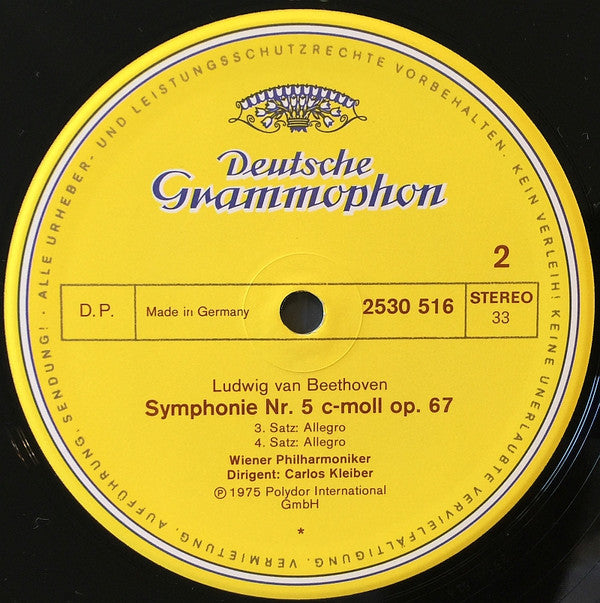 ALLE URHEBER- UND LEISTUNGSSCHUTZRECHTE VORBEHALTEN. KEIN VERLEIH! KEINE UNERLAUBTE VERVIELFÄLTIGUNG, VERMIETUNG, AUFFÜHRUNG, SENDUNG! ·
Deutsche
Grammophon
2
D.P.
Made in Germany
2530 516
STEREO
33
Ludwig van Beethoven
Symphonie Nr. 5 c-moll op. 67
3. Satz: Allegro
4. Satz: Allegro
Wiener Philharmoniker
Dirigent: Carlos Kleiber
℗ 1975 Polydor International
GmbH
*